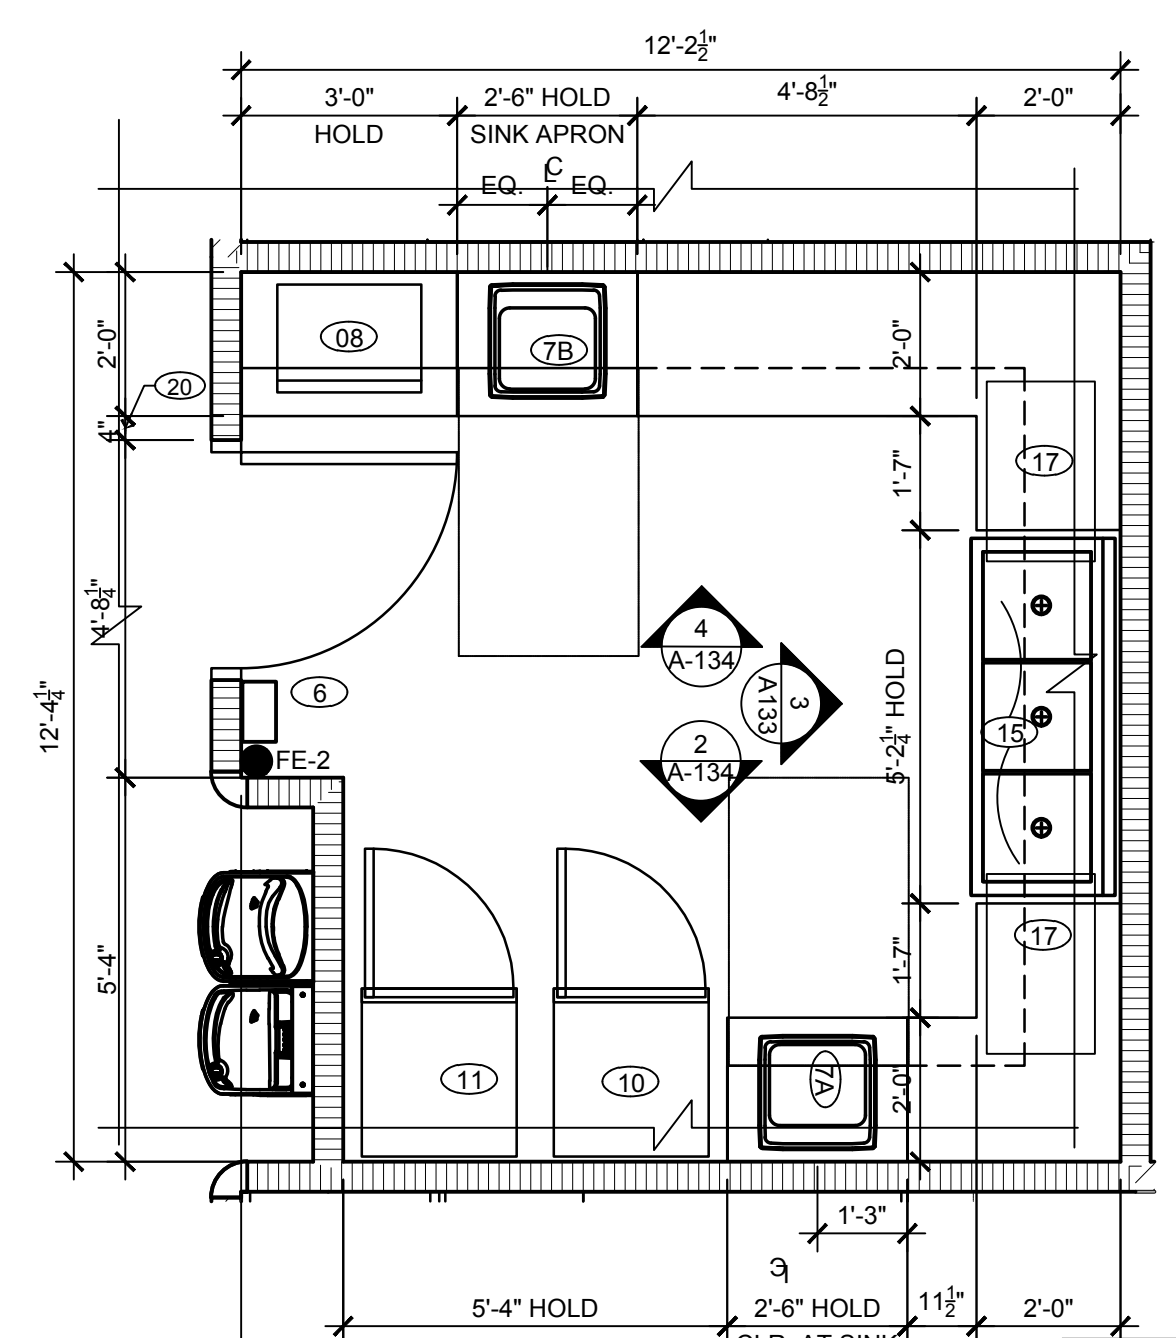 12'-2½"
3'-0"
HOLD
2'-6" HOLD
SINK APRON
4'-8½"
2'-0"
C
L
EQ.
EQ.
2'-0"
08
7B
2'-0"
20
4"
1'-7"
17
4'-8¼"
12'-4¼"
6
FE-2
4
A-134
3
A133
2
A-134
5'-2¼" HOLD
15
5'-4"
1'-7"
17
11
10
7A
2'-0"
1'-3"
5'-4" HOLD
2'-6" HOLD
11½"
2'-0"
CLR. AT SINK